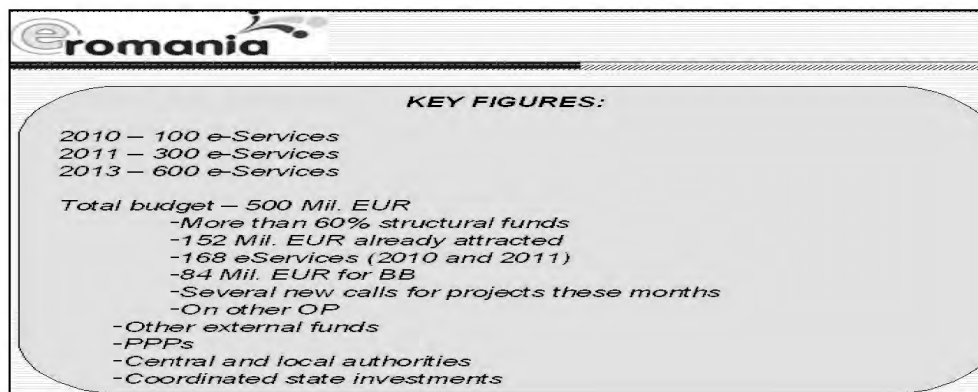 eromania
KEY FIGURES:
2010 – 100 e-Services
2011 – 300 e-Services
2013 – 600 e-Services
Total budget – 500 Mil. EUR
-More than 60% structural funds
-152 Mil. EUR already attracted
-168 eServices (2010 and 2011)
-84 Mil. EUR for BB
-Several new calls for projects these months
-On other OP
-Other external funds
-PPPs
-Central and local authorities
-Coordinated state investments